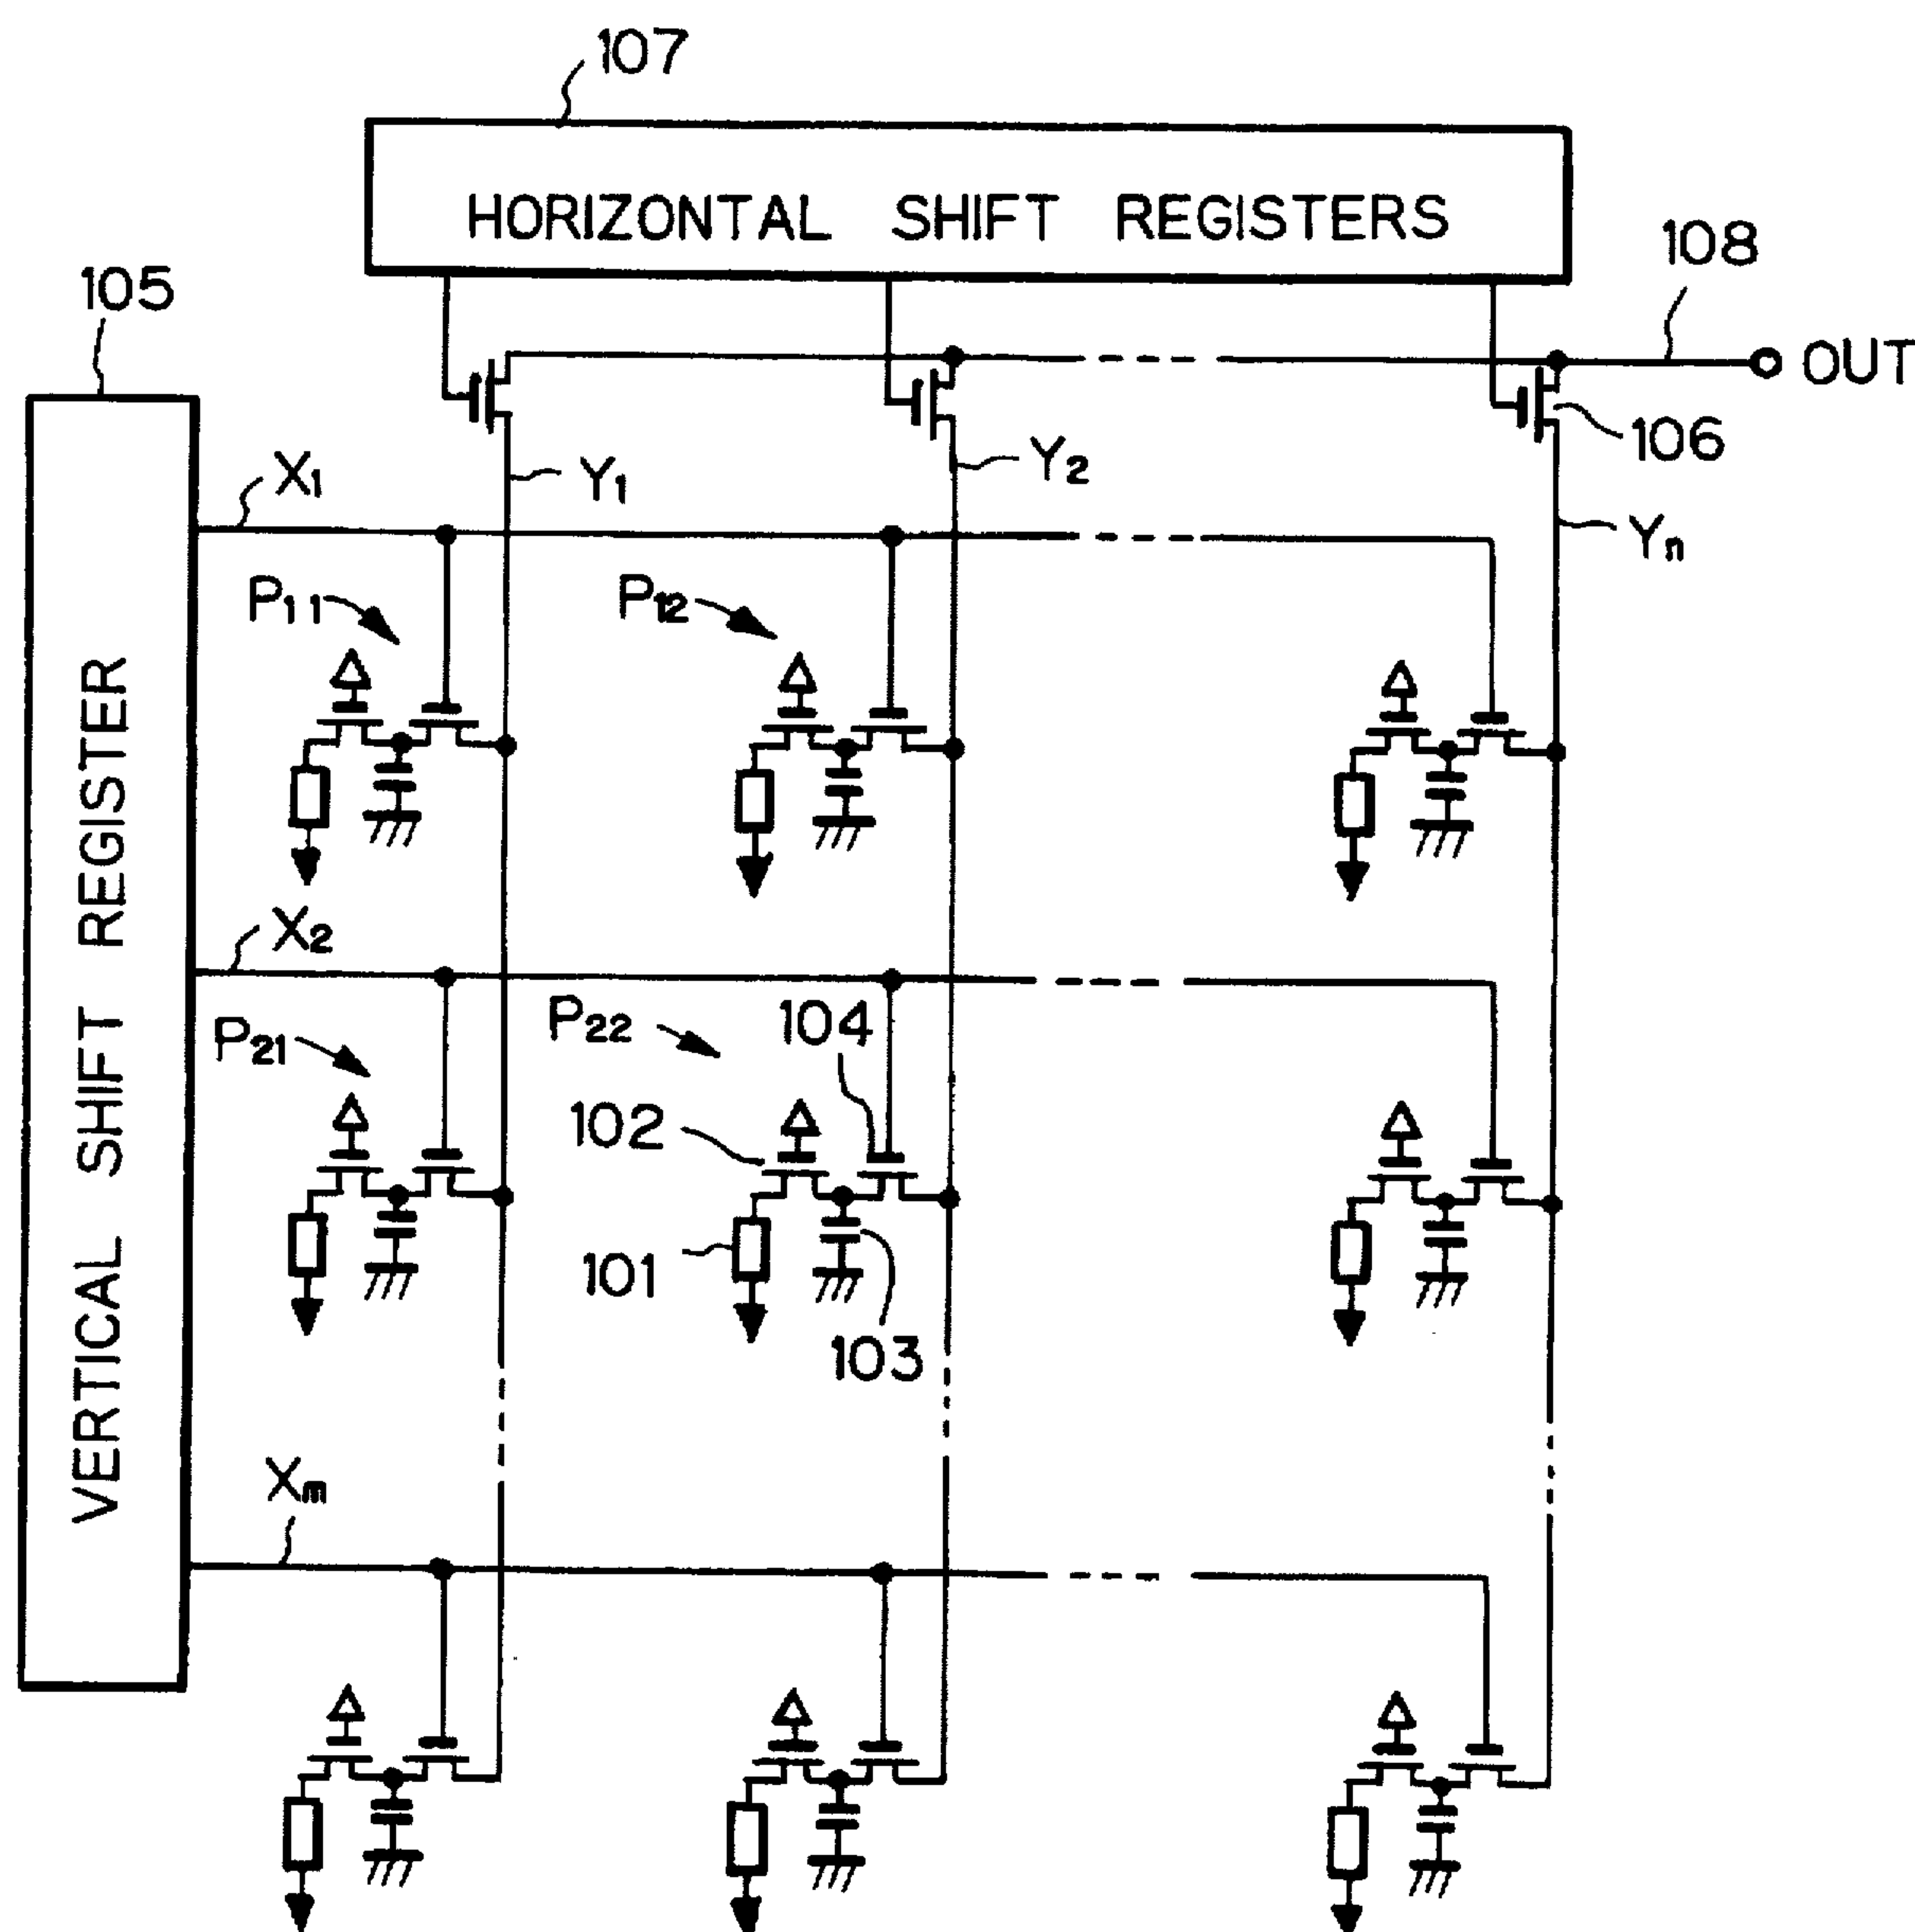 107
HORIZONTAL SHIFT REGISTERS
108
105
OUT
106
X1
Y1
Y2
Yn
P11
P12
VERTICAL SHIFT REGISTER
X2
P21
P22
104
102
101
103
Xm